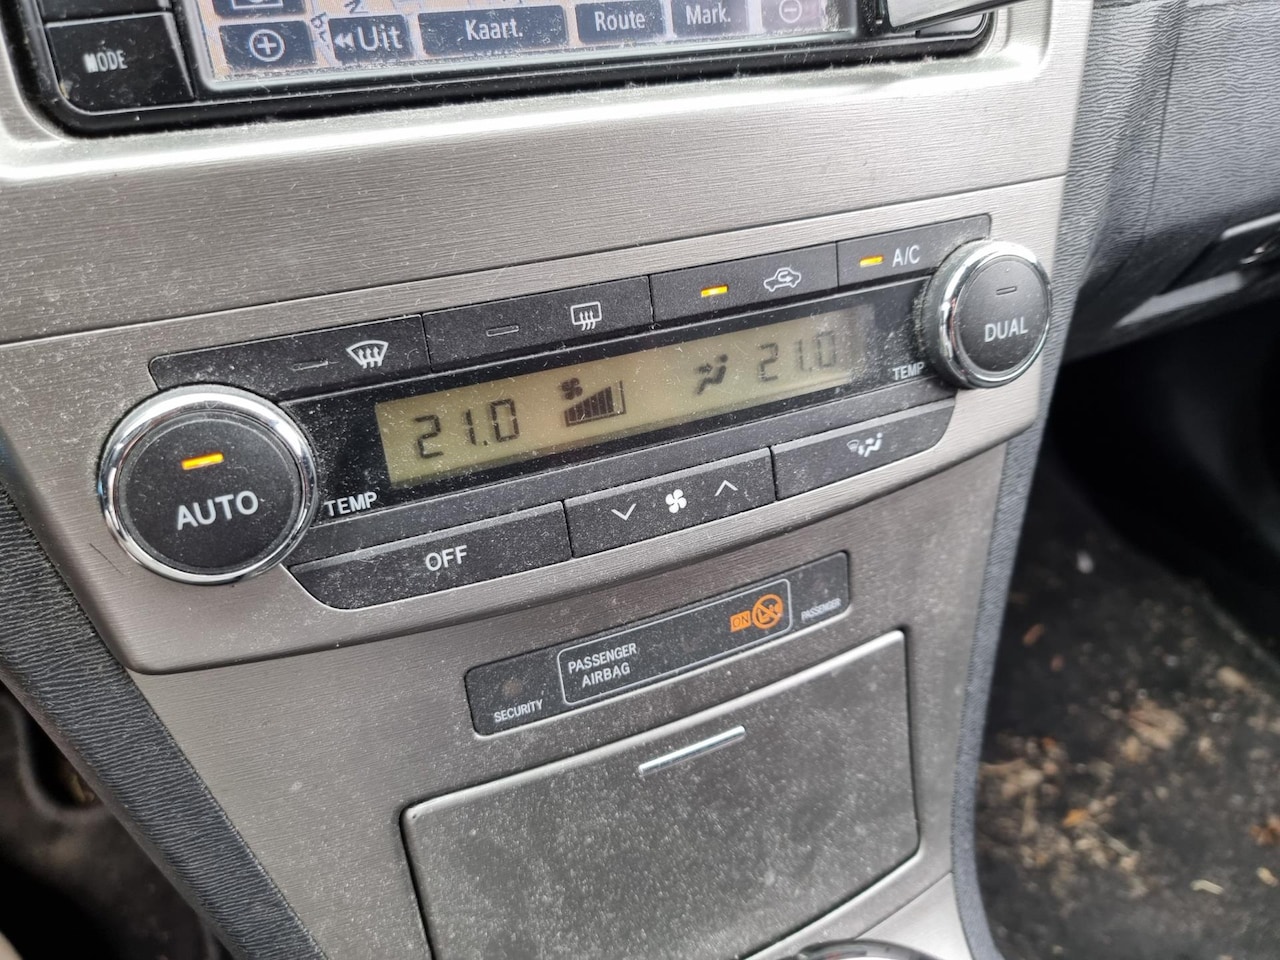 MODE
Uit
Kaart.
Route
Mark.
A/C
21.0
21.0
DUAL
TEMP
AUTO
TEMP
OFF
ON
PASSENGER
PASSENGER
AIRBAG
SECURITY